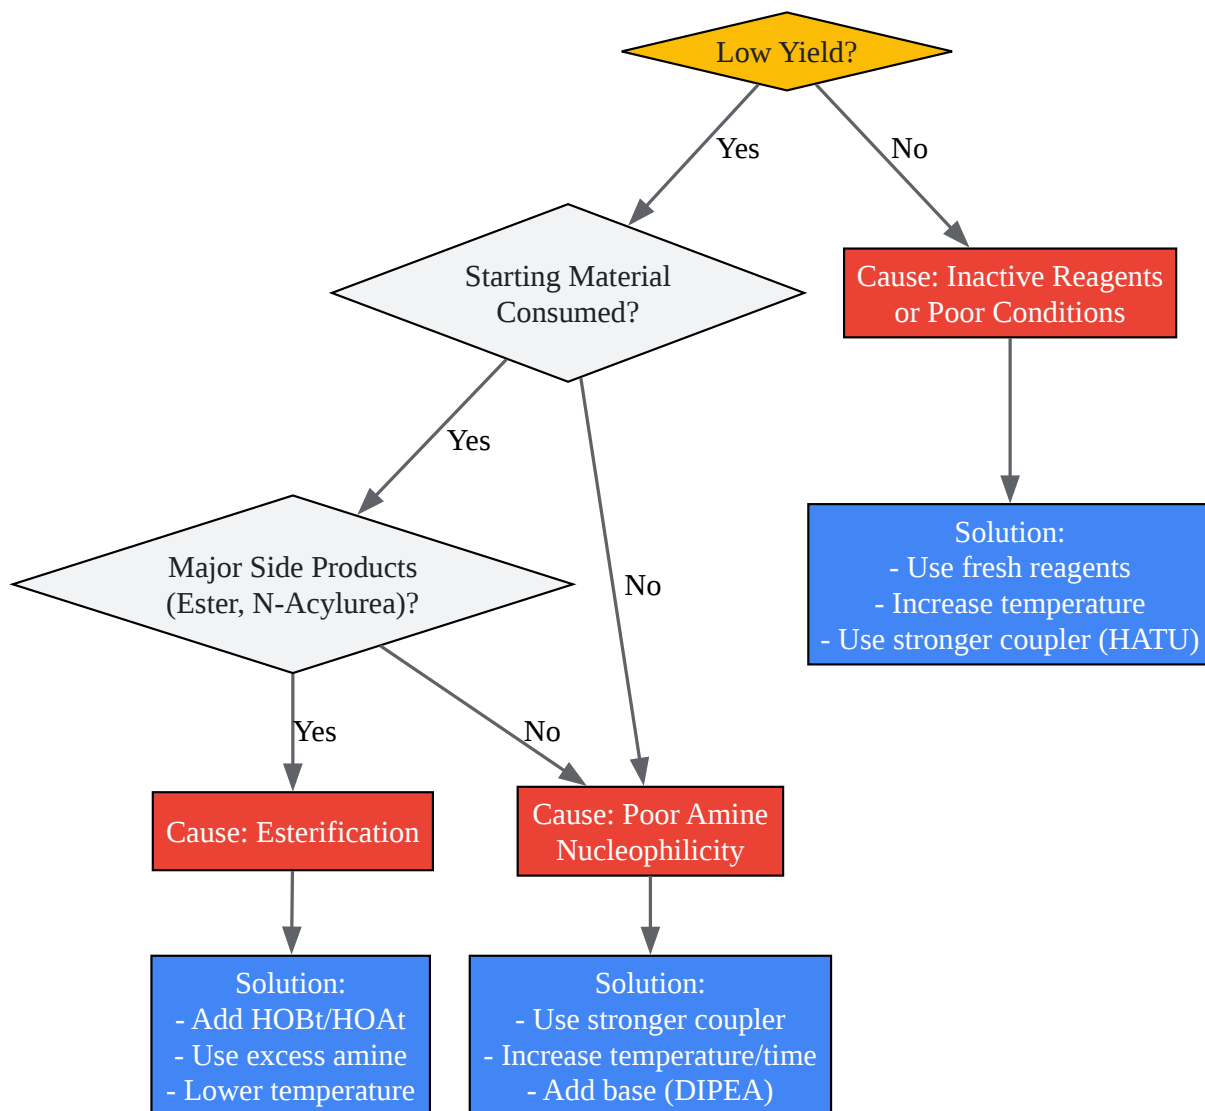 Low Yield?
Yes
No
Starting Material
Consumed?
Cause: Inactive Reagents
or Poor Conditions
Yes
No
Major Side Products
(Ester, N-Acylurea)?
Solution:
- Use fresh reagents
- Increase temperature
- Use stronger coupler (HATU)
Yes
No
Cause: Esterification
Cause: Poor Amine
Nucleophilicity
Solution:
- Add HOBt/HOAt
- Use excess amine
- Lower temperature
Solution:
- Use stronger coupler
- Increase temperature/time
- Add base (DIPEA)